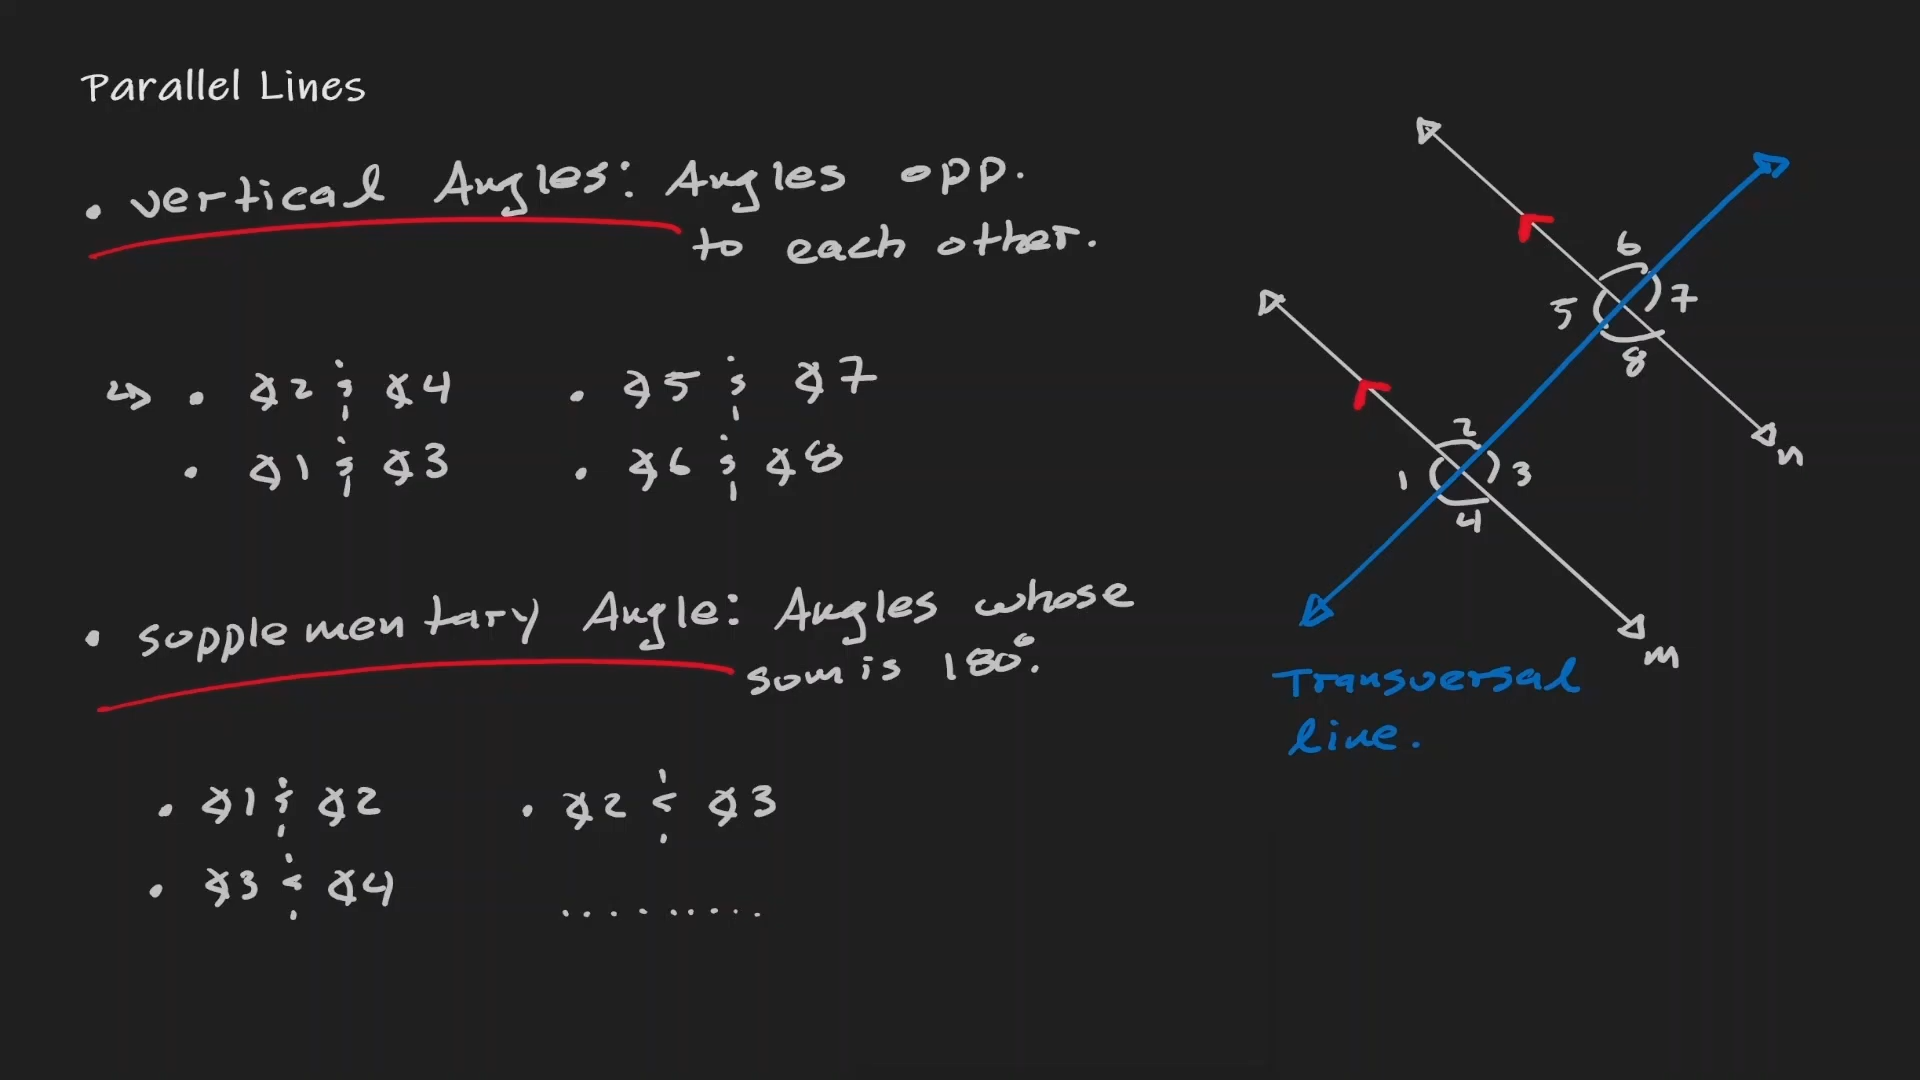 Parallel Lines
• Vertical Angles: Angles opp.
to each other.
↪ • ∡2 & ∡4 • ∡5 & ∡7
• ∡1 & ∡3 • ∡6 & ∡8
• Supplementary Angle: Angles whose
sum is 180°.
• ∡1 & ∡2 • ∡2 & ∡3
• ∡3 & ∡4 .........
6
5 7
8
n
2
1 3
4
m
Transversal
line.